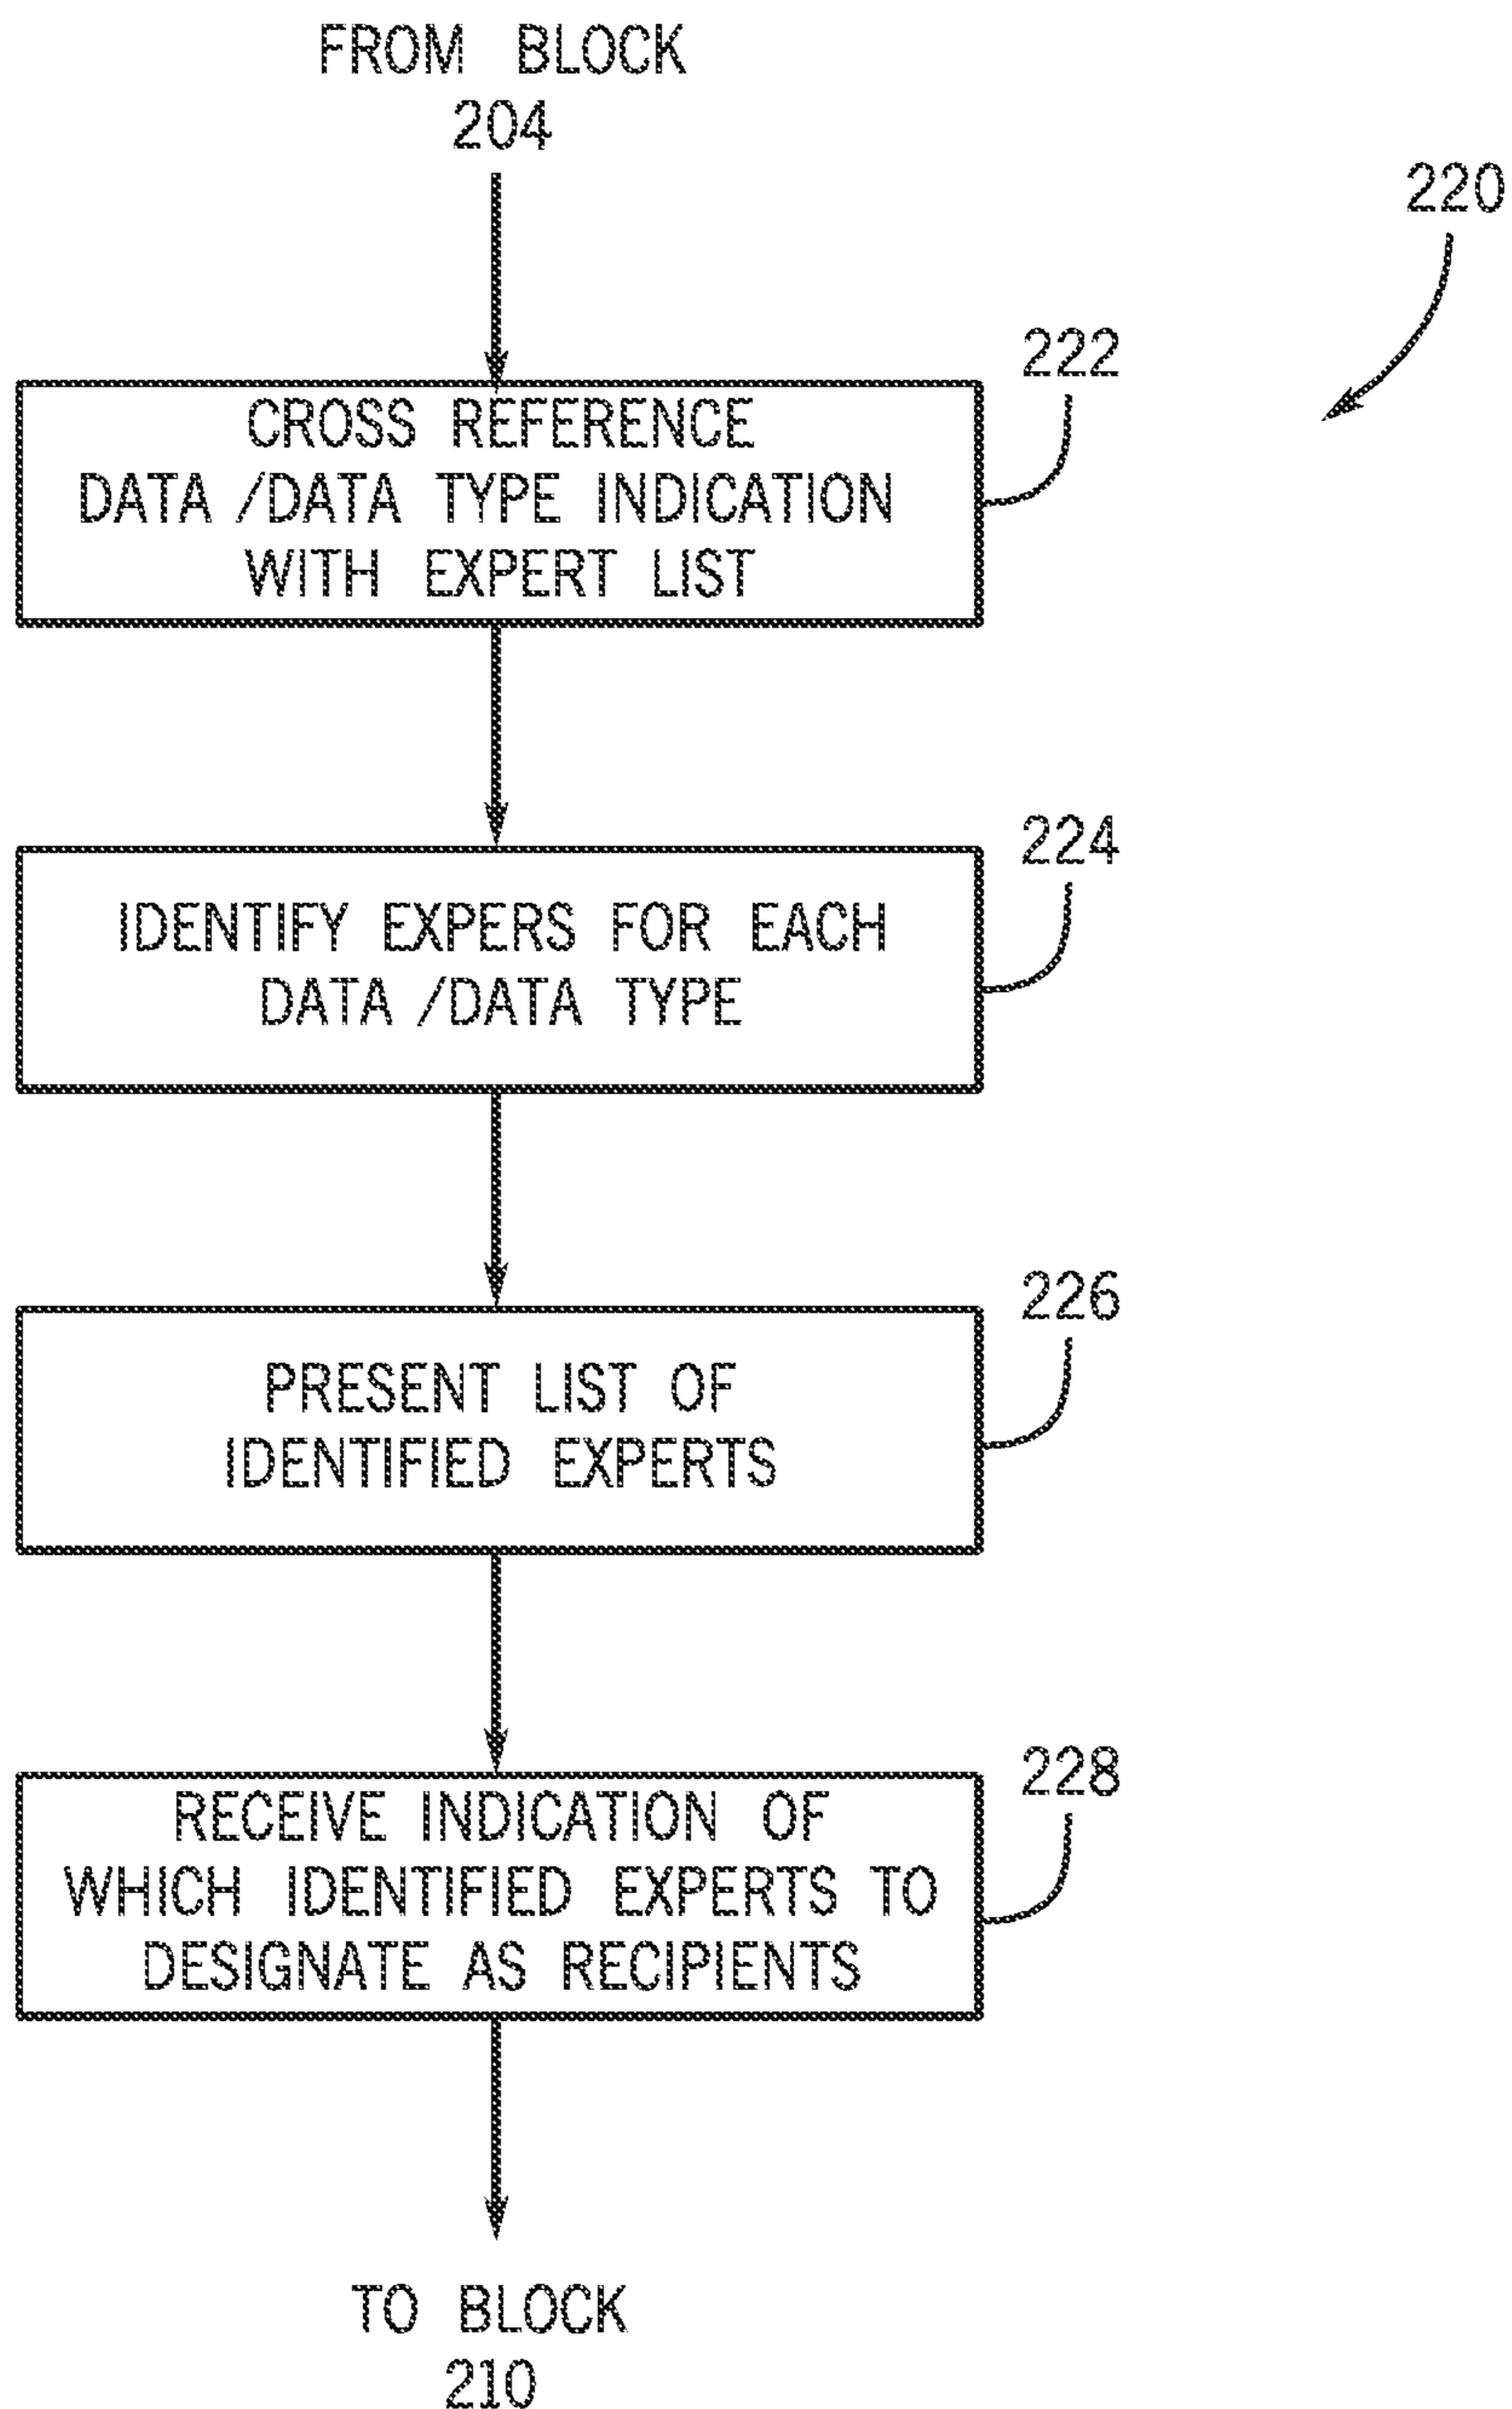 FROM BLOCK
204
220
222
CROSS REFERENCE
DATA /DATA TYPE INDICATION
WITH EXPERT LIST
224
IDENTIFY EXPERS FOR EACH
DATA /DATA TYPE
226
PRESENT LIST OF
IDENTIFIED EXPERTS
228
RECEIVE INDICATION OF
WHICH IDENTIFIED EXPERTS TO
DESIGNATE AS RECIPIENTS
TO BLOCK
210